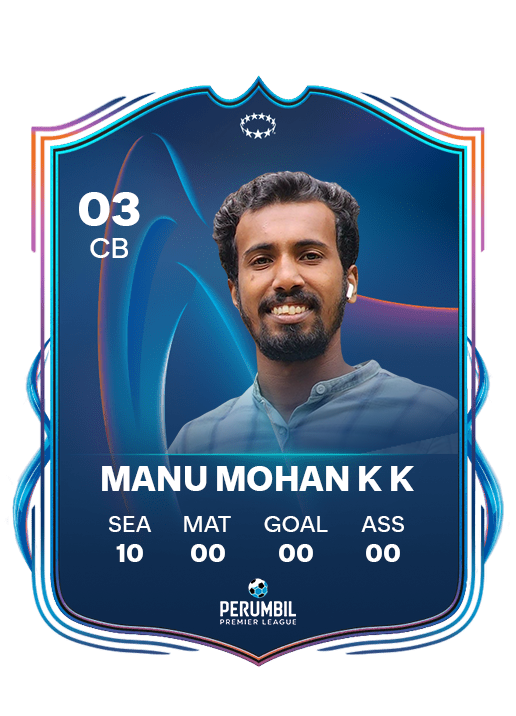 03
CB
MANU MOHAN K K
SEA MAT GOAL ASS
10 00 00 00
PERUMBIL
PREMIER LEAGUE